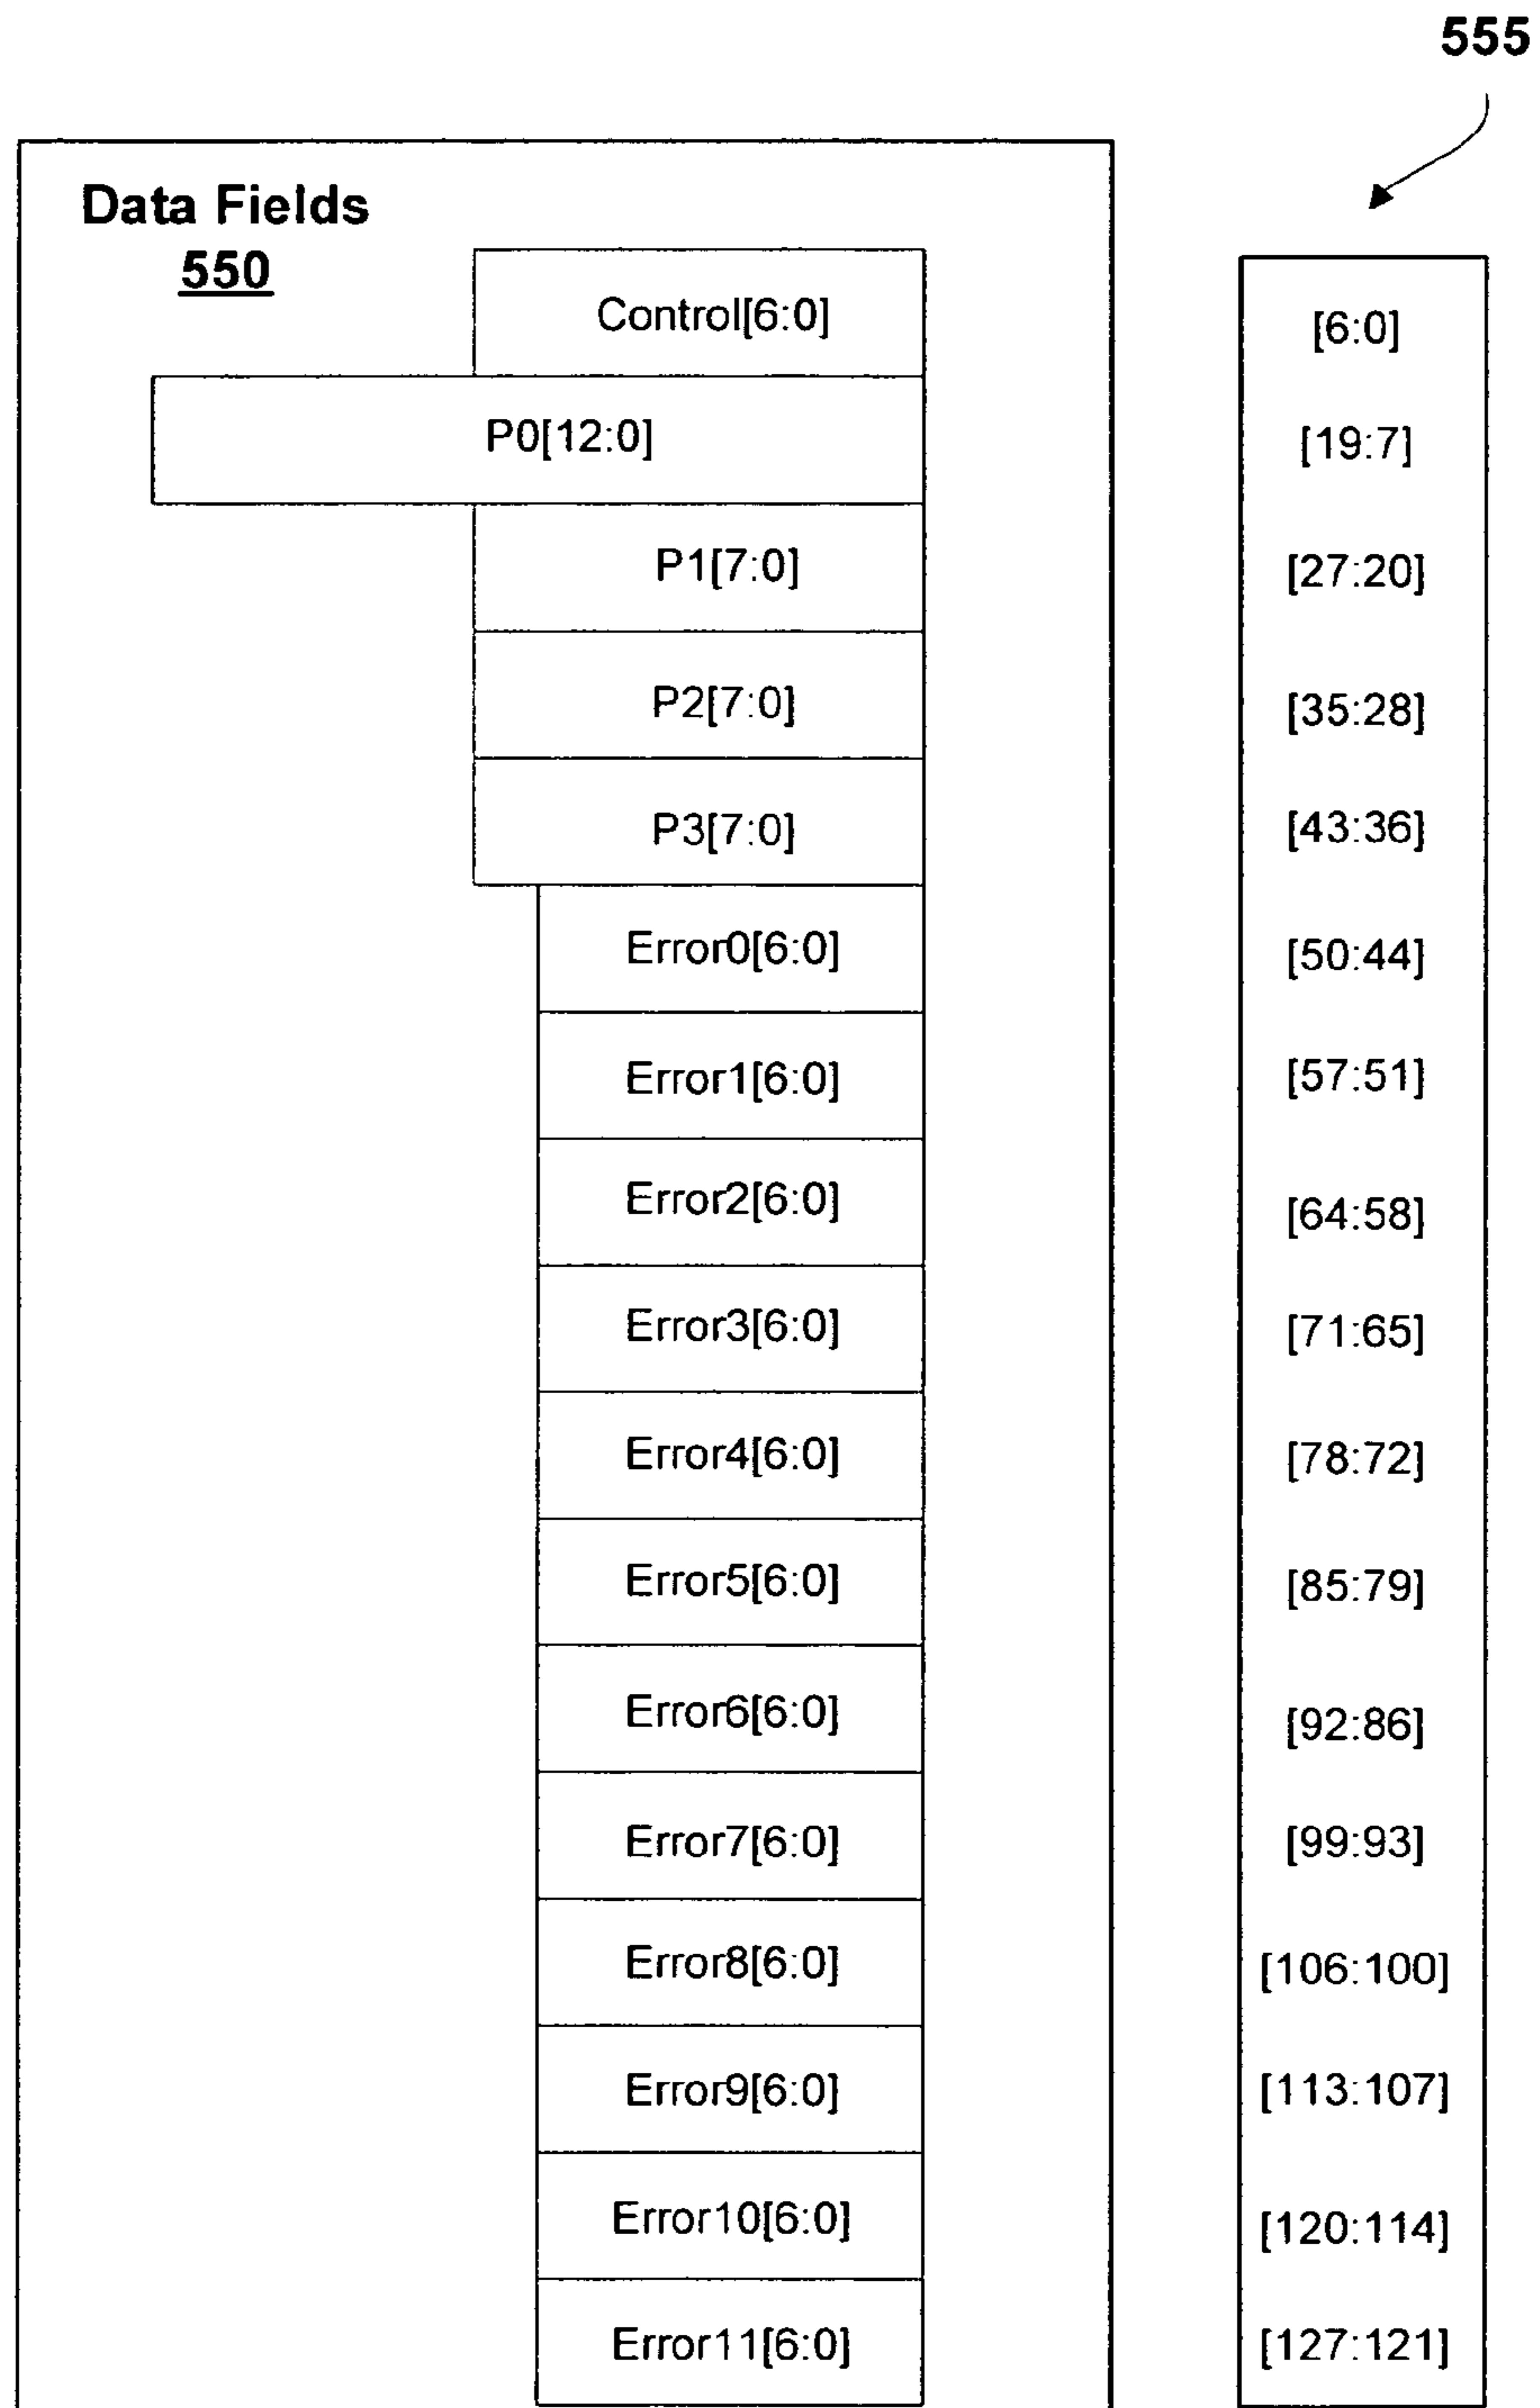 555
Data Fields
550
Control[6:0] [6:0]
P0[12:0] [19:7]
P1[7:0] [27:20]
P2[7:0] [35:28]
P3[7:0] [43:36]
Error0[6:0] [50:44]
Error1[6:0] [57:51]
Error2[6:0] [64:58]
Error3[6:0] [71:65]
Error4[6:0] [78:72]
Error5[6:0] [85:79]
Error6[6:0] [92:86]
Error7[6:0] [99:93]
Error8[6:0] [106:100]
Error9[6:0] [113:107]
Error10[6:0] [120:114]
Error11[6:0] [127:121]